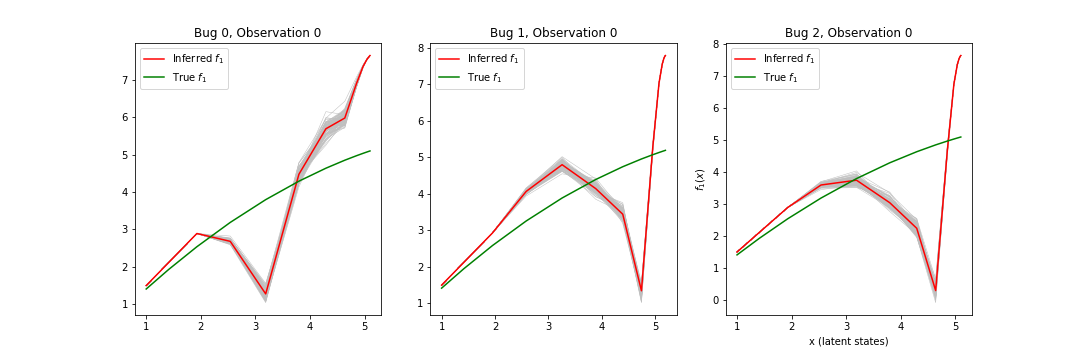 Bug 0, Observation 0
Inferred f₁
True f₁
7
6
5
4
3
2
1
1 2 3 4 5
Bug 1, Observation 0
Inferred f₁
True f₁
8
7
6
5
4
3
2
1
1 2 3 4 5
Bug 2, Observation 0
Inferred f₁
True f₁
f₁(x)
8
7
6
5
4
3
2
1
0
1 2 3 4 5
x (latent states)